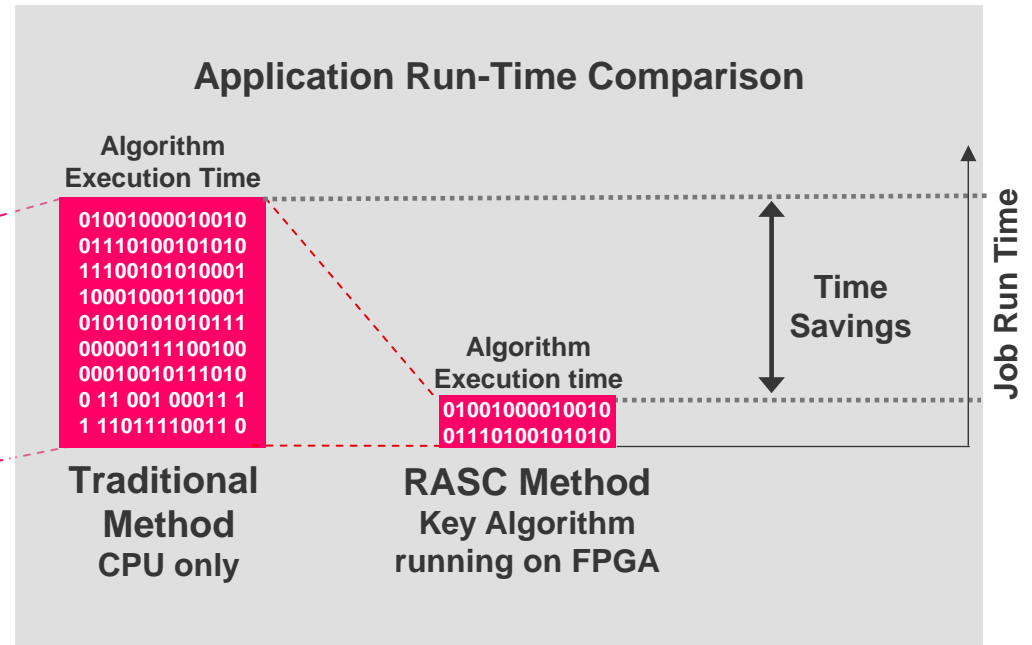 Application Run-Time Comparison
Algorithm
Execution Time
01001000010010
01110100101010
11100101010001
10001000110001
01010101010111
00000111100100
00010010111010
0 11 001 00011 1
1 11011110011 0
Traditional
Method
CPU only
Algorithm
Execution time
01001000010010
01110100101010
RASC Method
Key Algorithm
running on FPGA
Time
Savings
Job Run Time